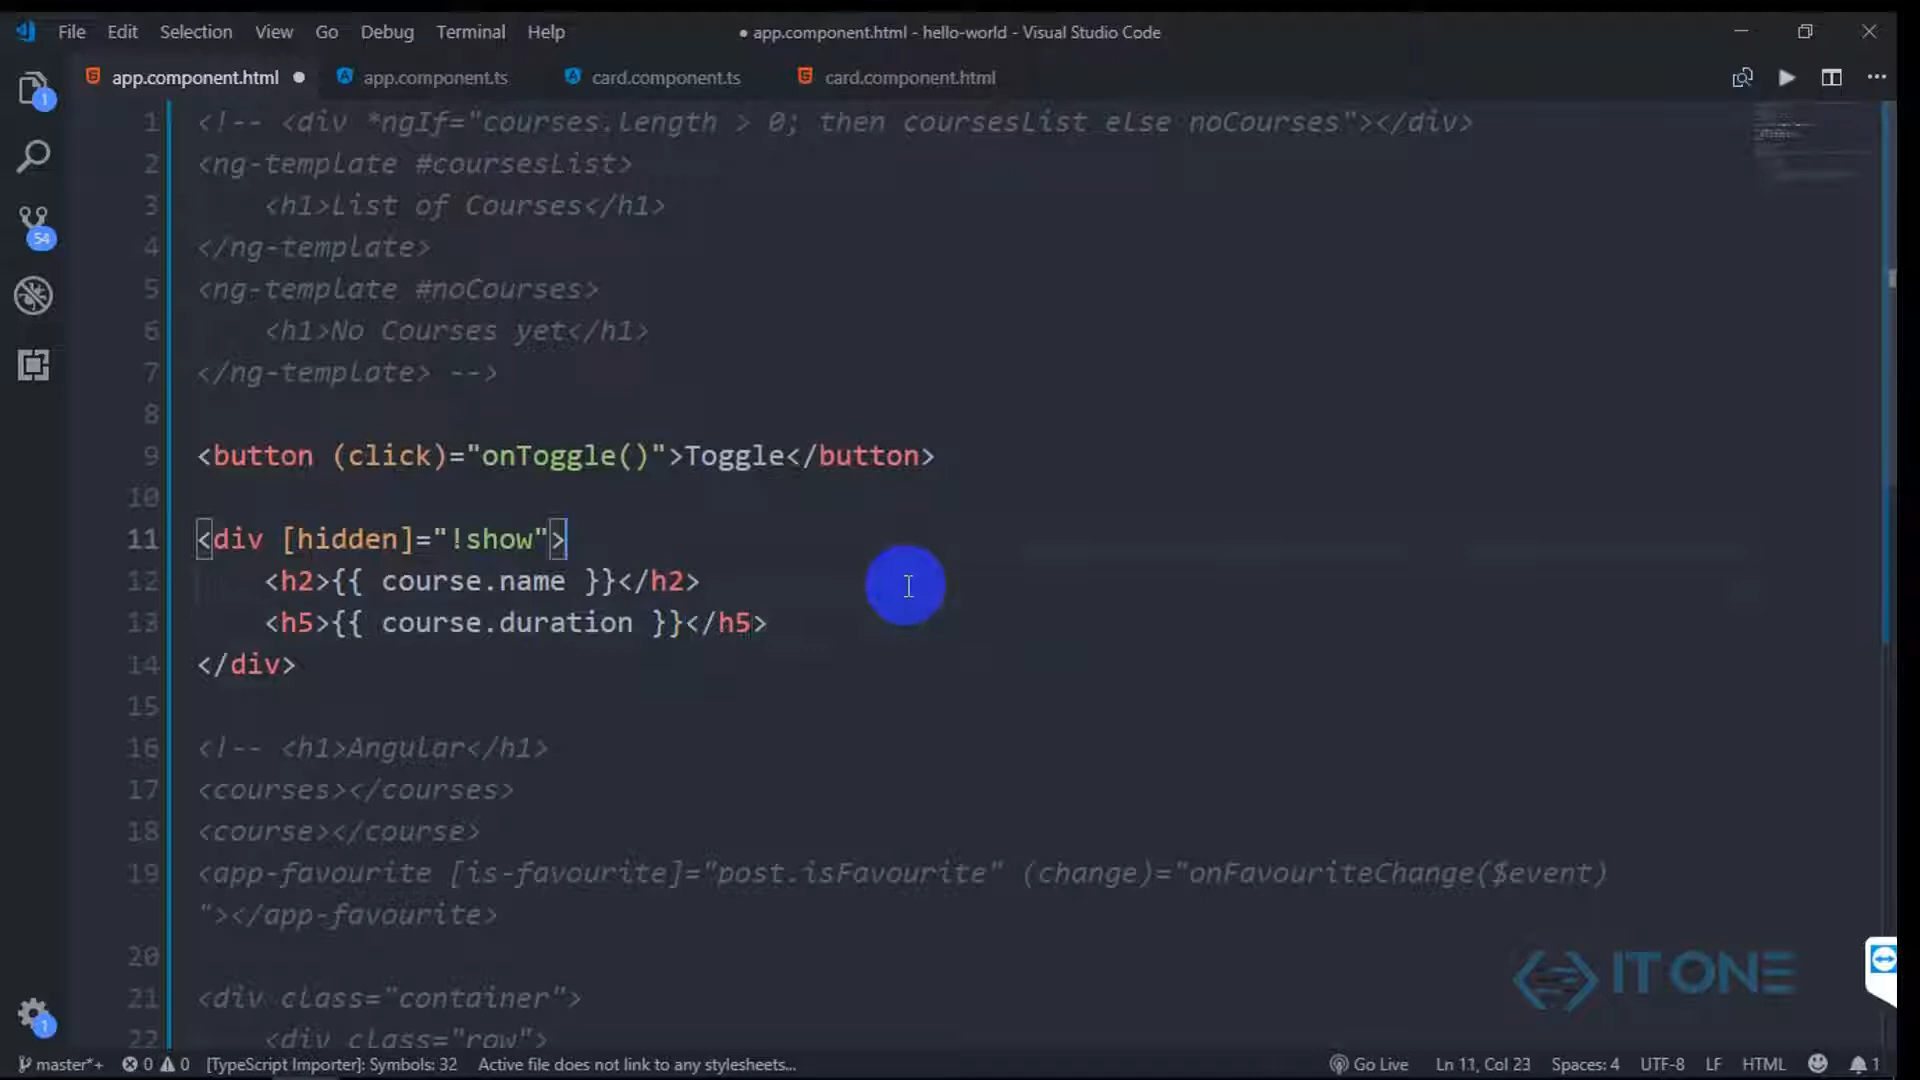 File Edit Selection View Go Debug Terminal Help ● app.component.html - hello-world - Visual Studio Code
app.component.html ● app.component.ts card.component.ts card.component.html
1 <!-- <div *ngIf="courses.length > 0; then coursesList else noCourses"></div>
2 <ng-template #coursesList>
3 <h1>List of Courses</h1>
4 </ng-template>
5 <ng-template #noCourses>
6 <h1>No Courses yet</h1>
7 </ng-template> -->
8
9 <button (click)="onToggle()">Toggle</button>
10
11 <div [hidden]="!show">
12 <h2>{{ course.name }}</h2>
13 <h5>{{ course.duration }}</h5>
14 </div>
15
16 <!-- <h1>Angular</h1>
17 <courses></courses>
18 <course></course>
19 <app-favourite [is-favourite]="post.isFavourite" (change)="onFavouriteChange($event)
"></app-favourite>
20
21 <div class="container">
22 <div class="row">
1
54
1
IT ONE
master*+ 0 0 [TypeScript Importer]: Symbols: 32 Active file does not link to any stylesheets... Go Live Ln 11, Col 23 Spaces: 4 UTF-8 LF HTML 1